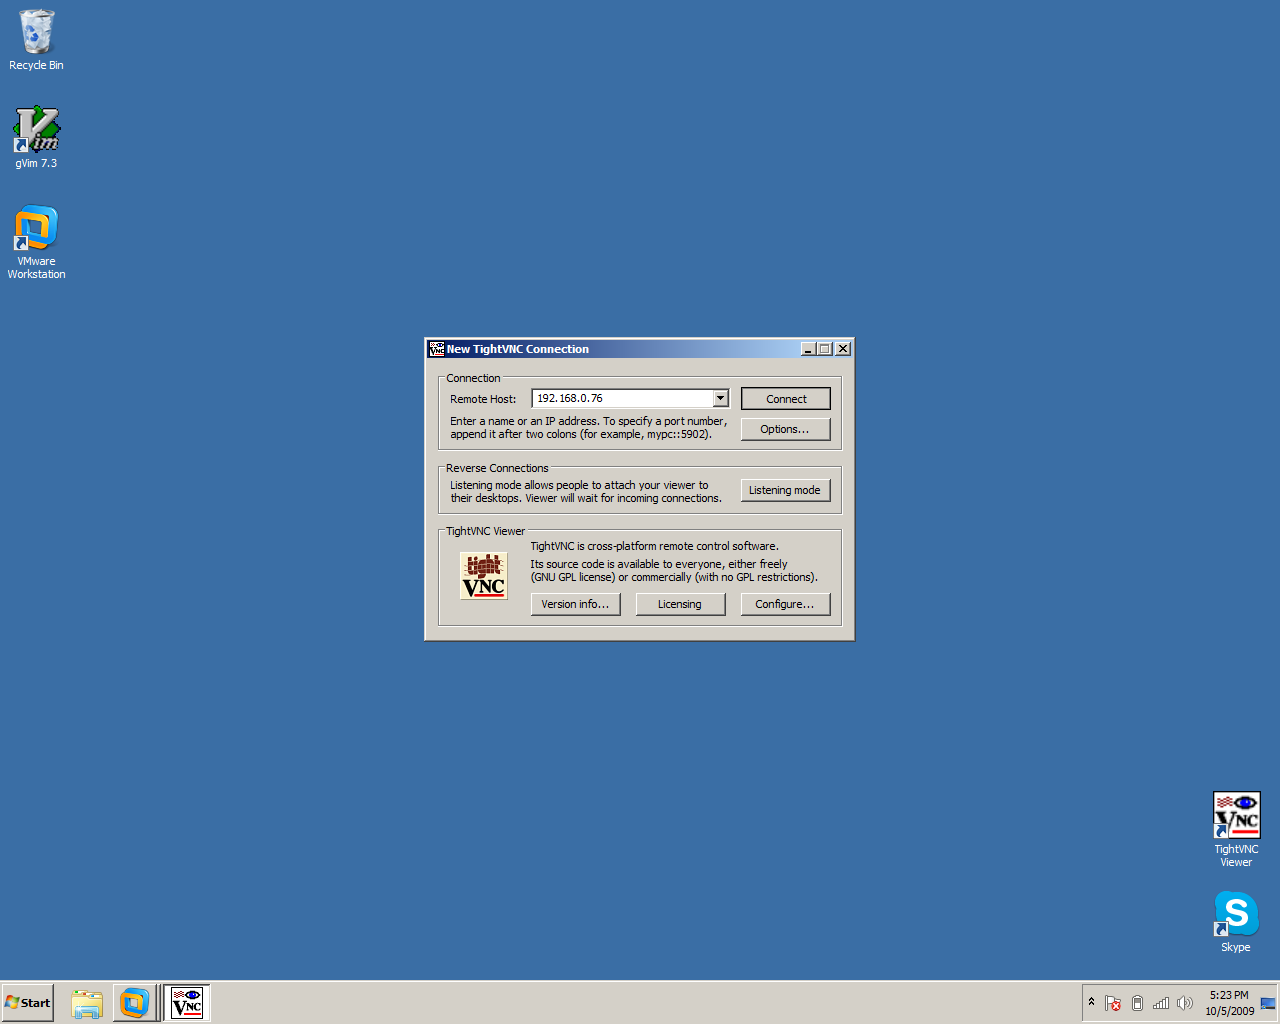 Recycle Bin
gVim 7.3
VMware
Workstation
New TightVNC Connection
Connection
Remote Host:
192.168.0.76
Connect
Enter a name or an IP address. To specify a port number,
append it after two colons (for example, mypc::5902).
Options...
Reverse Connections
Listening mode allows people to attach your viewer to
their desktops. Viewer will wait for incoming connections.
Listening mode
TightVNC Viewer
tight
VNC
TightVNC is cross-platform remote control software.
Its source code is available to everyone, either freely
(GNU GPL license) or commercially (with no GPL restrictions).
Version info...
Licensing
Configure...
VNC
TightVNC
Viewer
Skype
Start
VNC
5:23 PM
10/5/2009